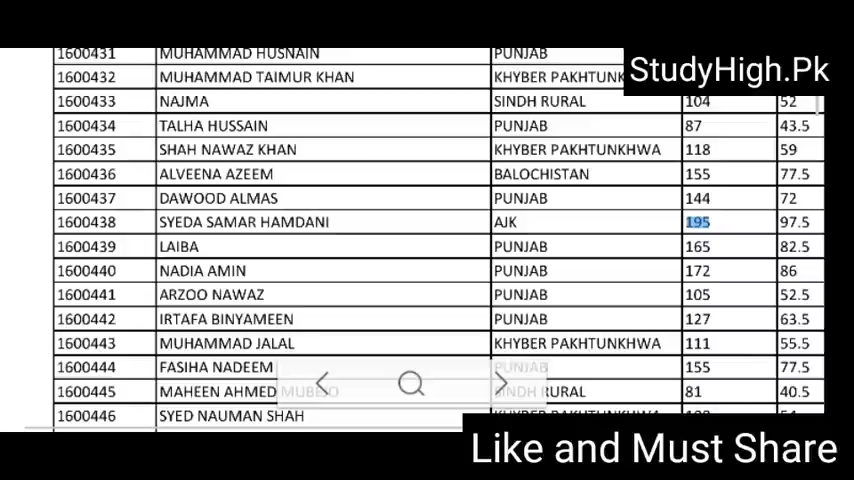 1600431 MUHAMMAD HUSNAIN PUNJAB
StudyHigh.Pk
1600432 MUHAMMAD TAIMUR KHAN KHYBER
1600433 NAJMA SINDH RURAL 104 52
1600434 TALHA HUSSAIN PUNJAB 87 43.5
1600435 SHAH NAWAZ KHAN KHYBER PAKHTUNKHWA 118 59
1600436 ALVEENA AZEEM BALOCHISTAN 155 77.5
1600437 DAWOOD ALMAS PUNJAB 144 72
1600438 SYEDA SAMAR HAMDANI AJK 195 97.5
1600439 LAIBA PUNJAB 165 82.5
1600440 NADIA AMIN PUNJAB 172 86
1600441 ARZOO NAWAZ PUNJAB 105 52.5
1600442 IRTAFA BINYAMEEN PUNJAB 127 63.5
1600443 MUHAMMAD JALAL KHYBER PAKHTUNKHWA 111 55.5
1600444 FASIHA NADEEM PUNJAB 155 77.5
1600445 MAHEEN AHMED RURAL 81 40.5
1600446 SYED NAUMAN SHAH
Like and Must Share